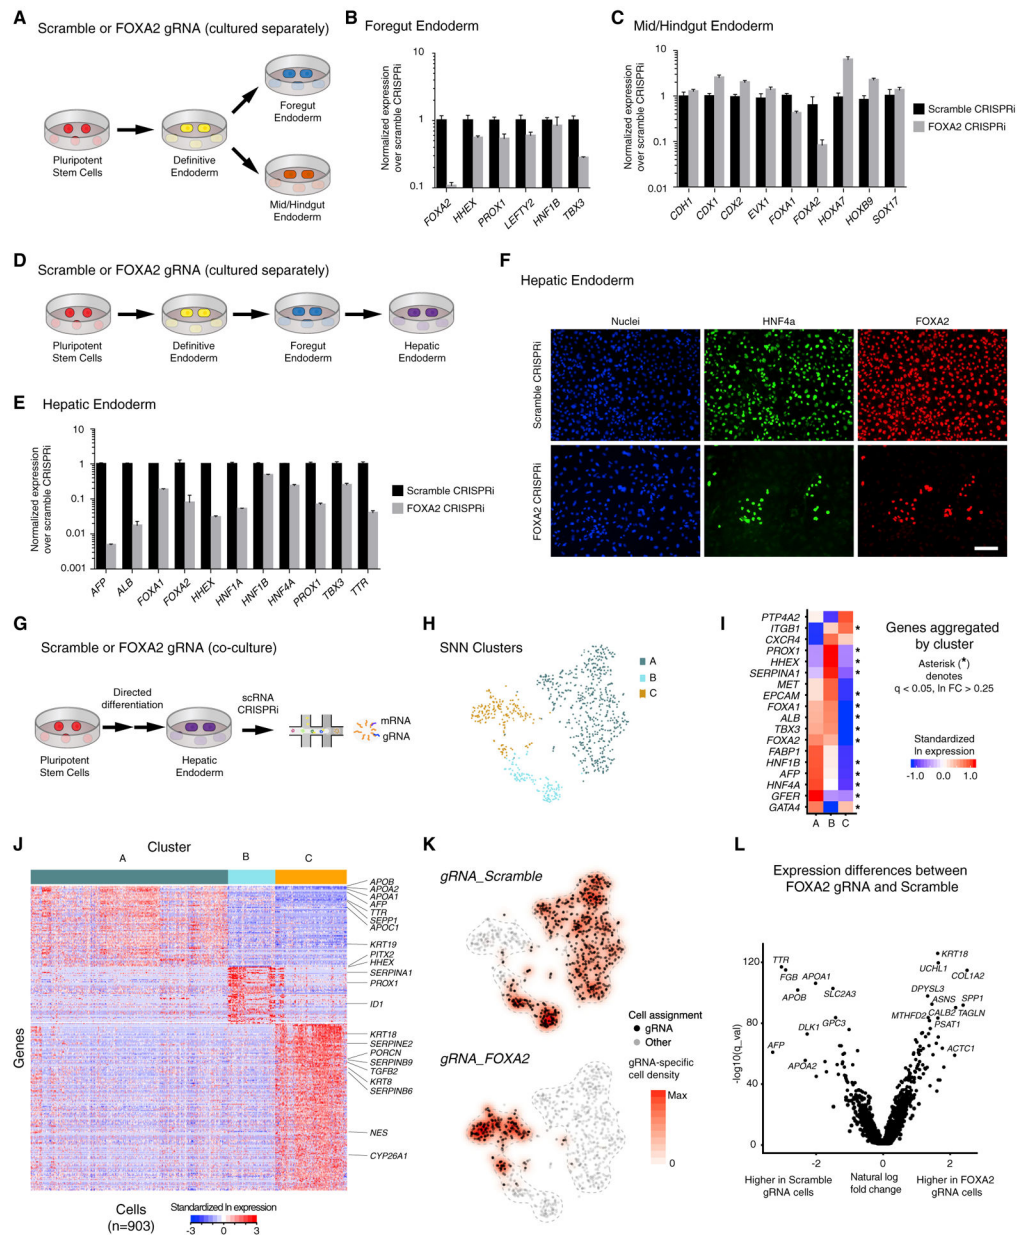 A
Scramble or FOXA2 gRNA (cultured separately)
Pluripotent
Stem Cells
Definitive
Endoderm
Foregut
Endoderm
Mid/Hindgut
Endoderm
B
Foregut Endoderm
Normalized expression
over scramble CRISPRi
10
1
0.1
FOXA2
HHEX
PROX1
LEFTY2
HNF1B
TBX3
C
Mid/Hindgut Endoderm
Normalized expression
over scramble CRISPRi
10
1
0.1
0.01
CDH1
CDX1
CDX2
EVX1
FOXA1
FOXA2
HOXA7
HOXB9
SOX17
Scramble CRISPRi
FOXA2 CRISPRi
D
Scramble or FOXA2 gRNA (cultured separately)
Pluripotent
Stem Cells
Definitive
Endoderm
Foregut
Endoderm
Hepatic
Endoderm
E
Hepatic Endoderm
Normalized expression
over scramble CRISPRi
10
1
0.1
0.01
0.001
AFP
ALB
FOXA1
FOXA2
HHEX
HNF1A
HNF1B
HNF4A
PROX1
TBX3
TTR
Scramble CRISPRi
FOXA2 CRISPRi
F
Hepatic Endoderm
Nuclei
HNF4a
FOXA2
Scramble CRISPRi
FOXA2 CRISPRi
G
Scramble or FOXA2 gRNA (co-culture)
Directed
differentiation
scRNA
CRISPRi
mRNA
gRNA
Pluripotent
Stem Cells
Hepatic
Endoderm
H
SNN Clusters
A
B
C
I
PTP4A2
ITGB1 *
CXCR4
PROX1 *
HHEX *
SERPINA1 *
MET
EPCAM *
FOXA1 *
ALB *
TBX3 *
FOXA2 *
FABP1
HNF1B *
AFP *
HNF4A *
GFER *
GATA4 *
A B C
Genes aggregated
by cluster
Asterisk (*)
denotes
q < 0.05, ln FC > 0.25
Standardized
ln expression
-1.0 0.0 1.0
J
Cluster
A B C
Genes
APOB
APOA2
APOA1
AFP
TTR
SEPP1
APOC1
KRT19
PITX2
HHEX
SERPINA1
PROX1
ID1
KRT18
SERPINE2
PORCN
SERPINB9
TGFB2
KRT8
SERPINB6
NES
CYP26A1
Cells
(n=903)
Standardized ln expression
-3 0 3
K
gRNA_Scramble
Cell assignment
gRNA
Other
gRNA_FOXA2
gRNA-specific
cell density
Max
0
L
Expression differences between
FOXA2 gRNA and Scramble
-log10(q_val)
120
80
40
0
TTR
FGB
APOA1
APOB
SLC2A3
GPC3
DLK1
AFP
APOA2
KRT18
UCHL1
COL1A2
DPYSL3
ASNS
SPP1
MTHFD2
CALB2
TAGLN
PSAT1
ACTC1
-2 0 2
Higher in Scramble
gRNA cells
Natural log
fold change
Higher in FOXA2
gRNA cells